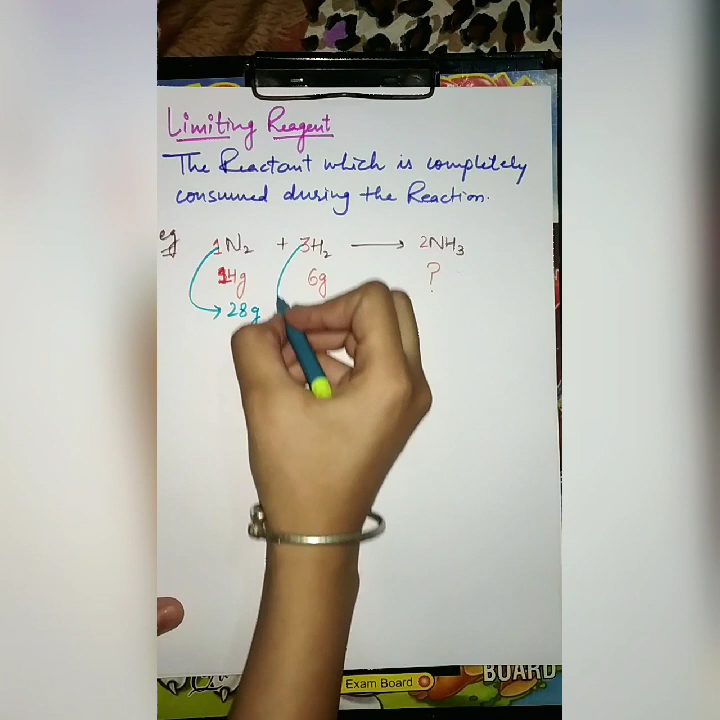 Limiting Reagent
The Reactant which is completely
consumed during the Reaction.
eg 1N2 + 3H2 → 2NH3
14g 6g ?
→ 28g
Exam Board
BOARD